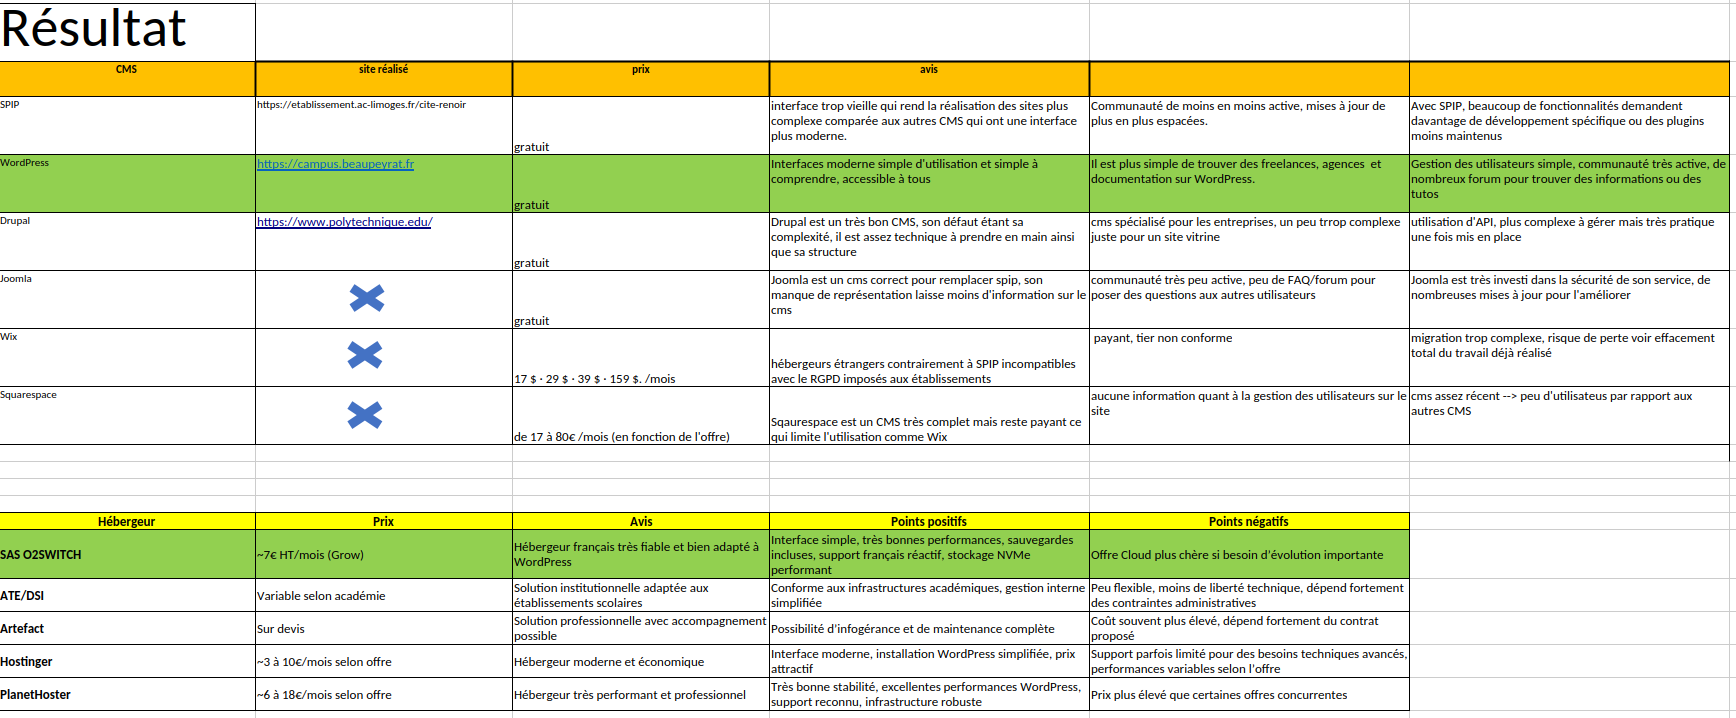 Résultat
CMS
site réalisé
prix
avis
SPIP
https://etablissement.ac-limoges.fr/cite-renoir
gratuit
interface trop vieille qui rend la réalisation des sites plus
complexe comparée aux autres CMS qui ont une interface
plus moderne.
Communauté de moins en moins active, mises à jour de
plus en plus espacées.
Avec SPIP, beaucoup de fonctionnalités demandent
davantage de développement spécifique ou des plugins
moins maintenus
WordPress
https://campus.beaupeyrat.fr
gratuit
Interfaces moderne simple d'utilisation et simple à
comprendre, accessible à tous
Il est plus simple de trouver des freelances, agences et
documentation sur WordPress.
Gestion des utilisateurs simple, communauté très active, de
nombreux forum pour trouver des informations ou des
tutos
Drupal
https://www.polytechnique.edu/
gratuit
Drupal est un très bon CMS, son défaut étant sa
complexité, il est assez technique à prendre en main ainsi
que sa structure
cms spécialisé pour les entreprises, un peu trrop complexe
juste pour un site vitrine
utilisation d'API, plus complexe à gérer mais très pratique
une fois mis en place
Joomla
gratuit
Joomla est un cms correct pour remplacer spip, son
manque de représentation laisse moins d'information sur le
cms
communauté très peu active, peu de FAQ/forum pour
poser des questions aux autres utilisateurs
Joomla est très investi dans la sécurité de son service, de
nombreuses mises à jour pour l'améliorer
Wix
17 $ · 29 $ · 39 $ · 159 $. /mois
hébergeurs étrangers contrairement à SPIP incompatibles
avec le RGPD imposés aux établissements
payant, tier non conforme
migration trop complexe, risque de perte voir effacement
total du travail déjà réalisé
Squarespace
de 17 à 80€ /mois (en fonction de l'offre)
Sqaurespace est un CMS très complet mais reste payant ce
qui limite l'utilisation comme Wix
aucune information quant à la gestion des utilisateurs sur le
site
cms assez récent --> peu d'utilisateus par rapport aux
autres CMS
Hébergeur
Prix
Avis
Points positifs
Points négatifs
SAS O2SWITCH
~7€ HT/mois (Grow)
Hébergeur français très fiable et bien adapté à
WordPress
Interface simple, très bonnes performances, sauvegardes
incluses, support français réactif, stockage NVMe
performant
Offre Cloud plus chère si besoin d'évolution importante
ATE/DSI
Variable selon académie
Solution institutionnelle adaptée aux
établissements scolaires
Conforme aux infrastructures académiques, gestion interne
simplifiée
Peu flexible, moins de liberté technique, dépend fortement
des contraintes administratives
Artefact
Sur devis
Solution professionnelle avec accompagnement
possible
Possibilité d'infogérance et de maintenance complète
Coût souvent plus élevé, dépend fortement du contrat
proposé
Hostinger
~3 à 10€/mois selon offre
Hébergeur moderne et économique
Interface moderne, installation WordPress simplifiée, prix
attractif
Support parfois limité pour des besoins techniques avancés,
performances variables selon l'offre
PlanetHoster
~6 à 18€/mois selon offre
Hébergeur très performant et professionnel
Très bonne stabilité, excellentes performances WordPress,
support reconnu, infrastructure robuste
Prix plus élevé que certaines offres concurrentes